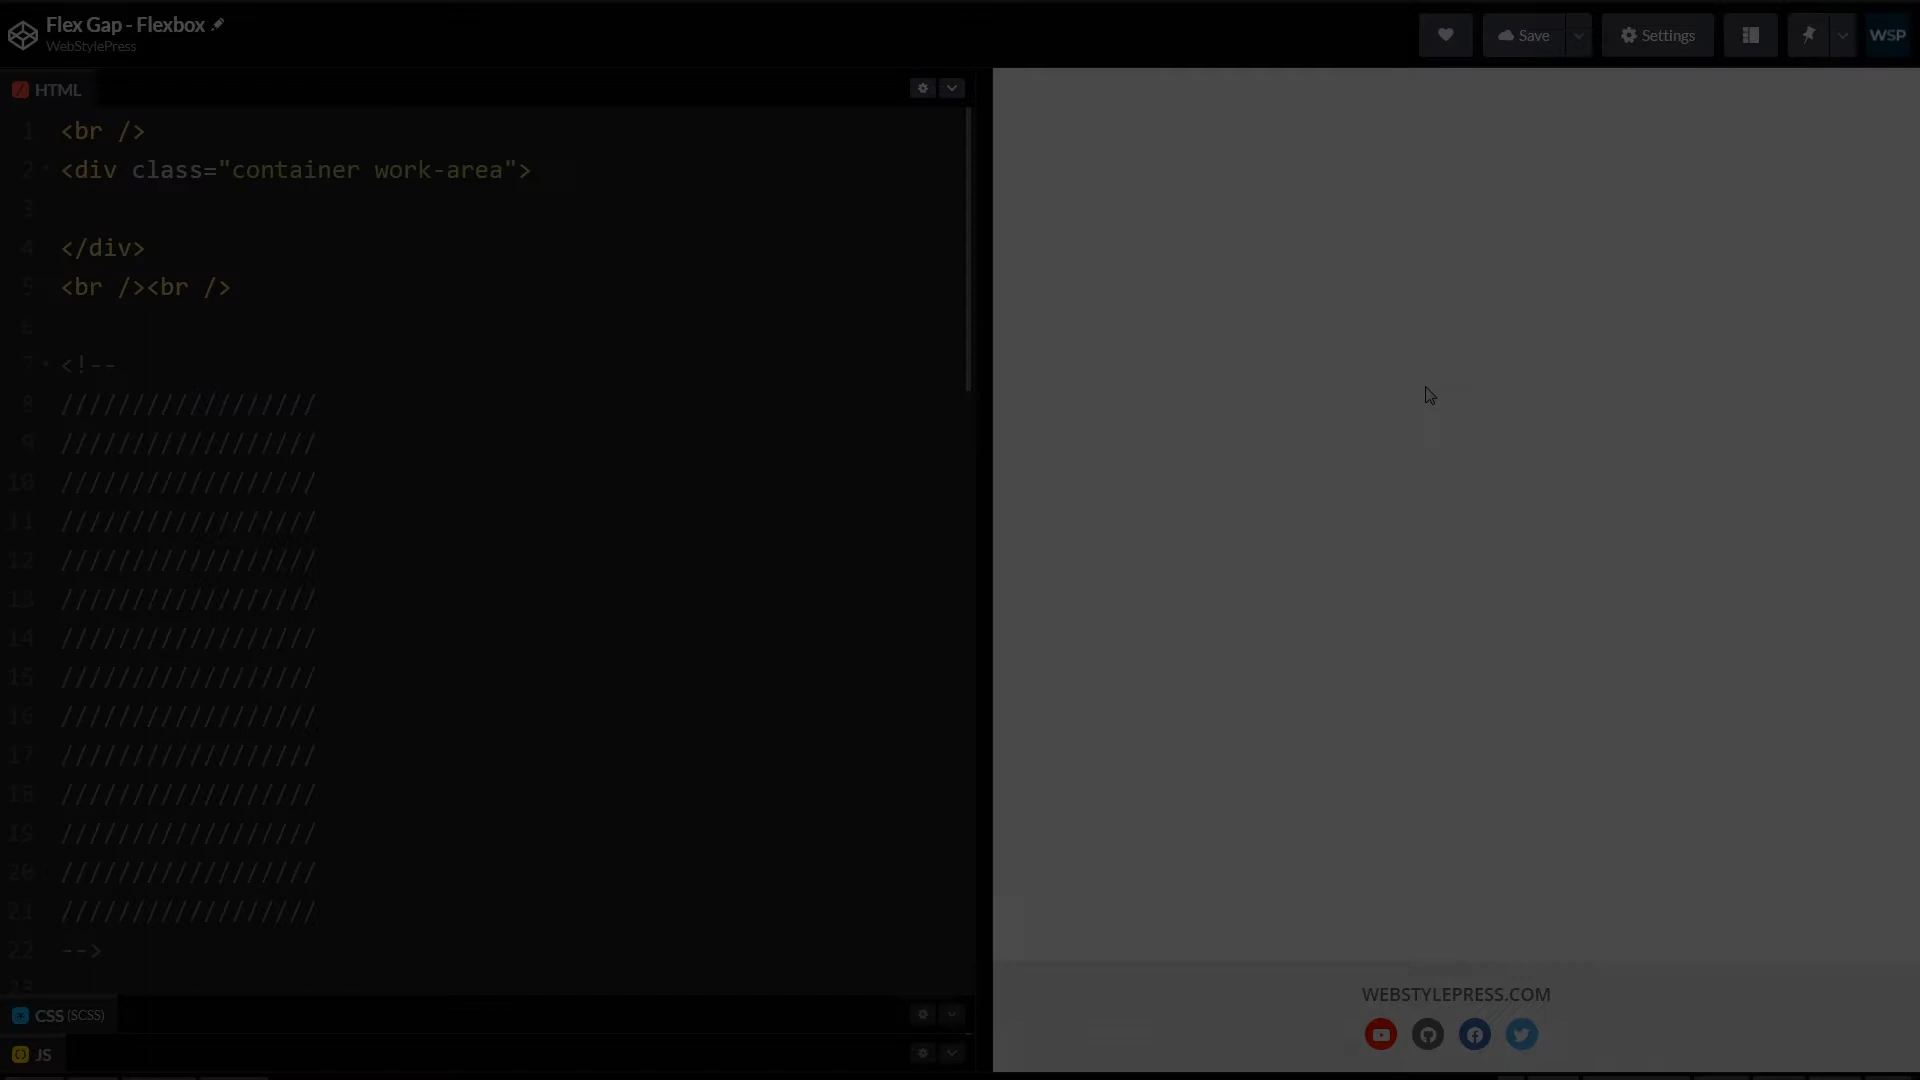 Flex Gap - Flexbox
WebStylePress
Save
Settings
WSP
HTML
1 <br />
2 <div class="container work-area">
3
4 </div>
5 <br /><br />
6
7 <!--
8 //////////////////
9 //////////////////
10 //////////////////
11 //////////////////
12 //////////////////
13 //////////////////
14 //////////////////
15 //////////////////
16 //////////////////
17 //////////////////
18 //////////////////
19 //////////////////
20 //////////////////
21 //////////////////
22 -->
23
CSS (SCSS)
JS
WEBSTYLEPRESS.COM